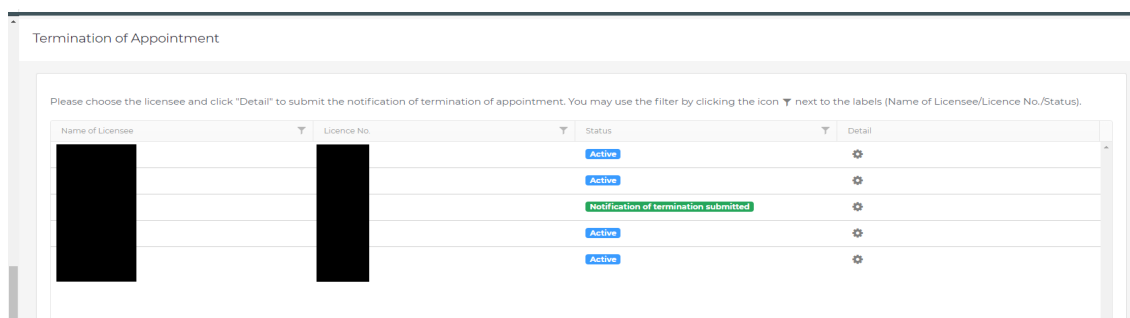 Termination of Appointment
Please choose the licensee and click "Detail" to submit the notification of termination of appointment. You may use the filter by clicking the icon next to the labels (Name of Licensee/Licence No./Status).
Name of Licensee Licence No. Status Detail
Active
Active
Notification of termination submitted
Active
Active